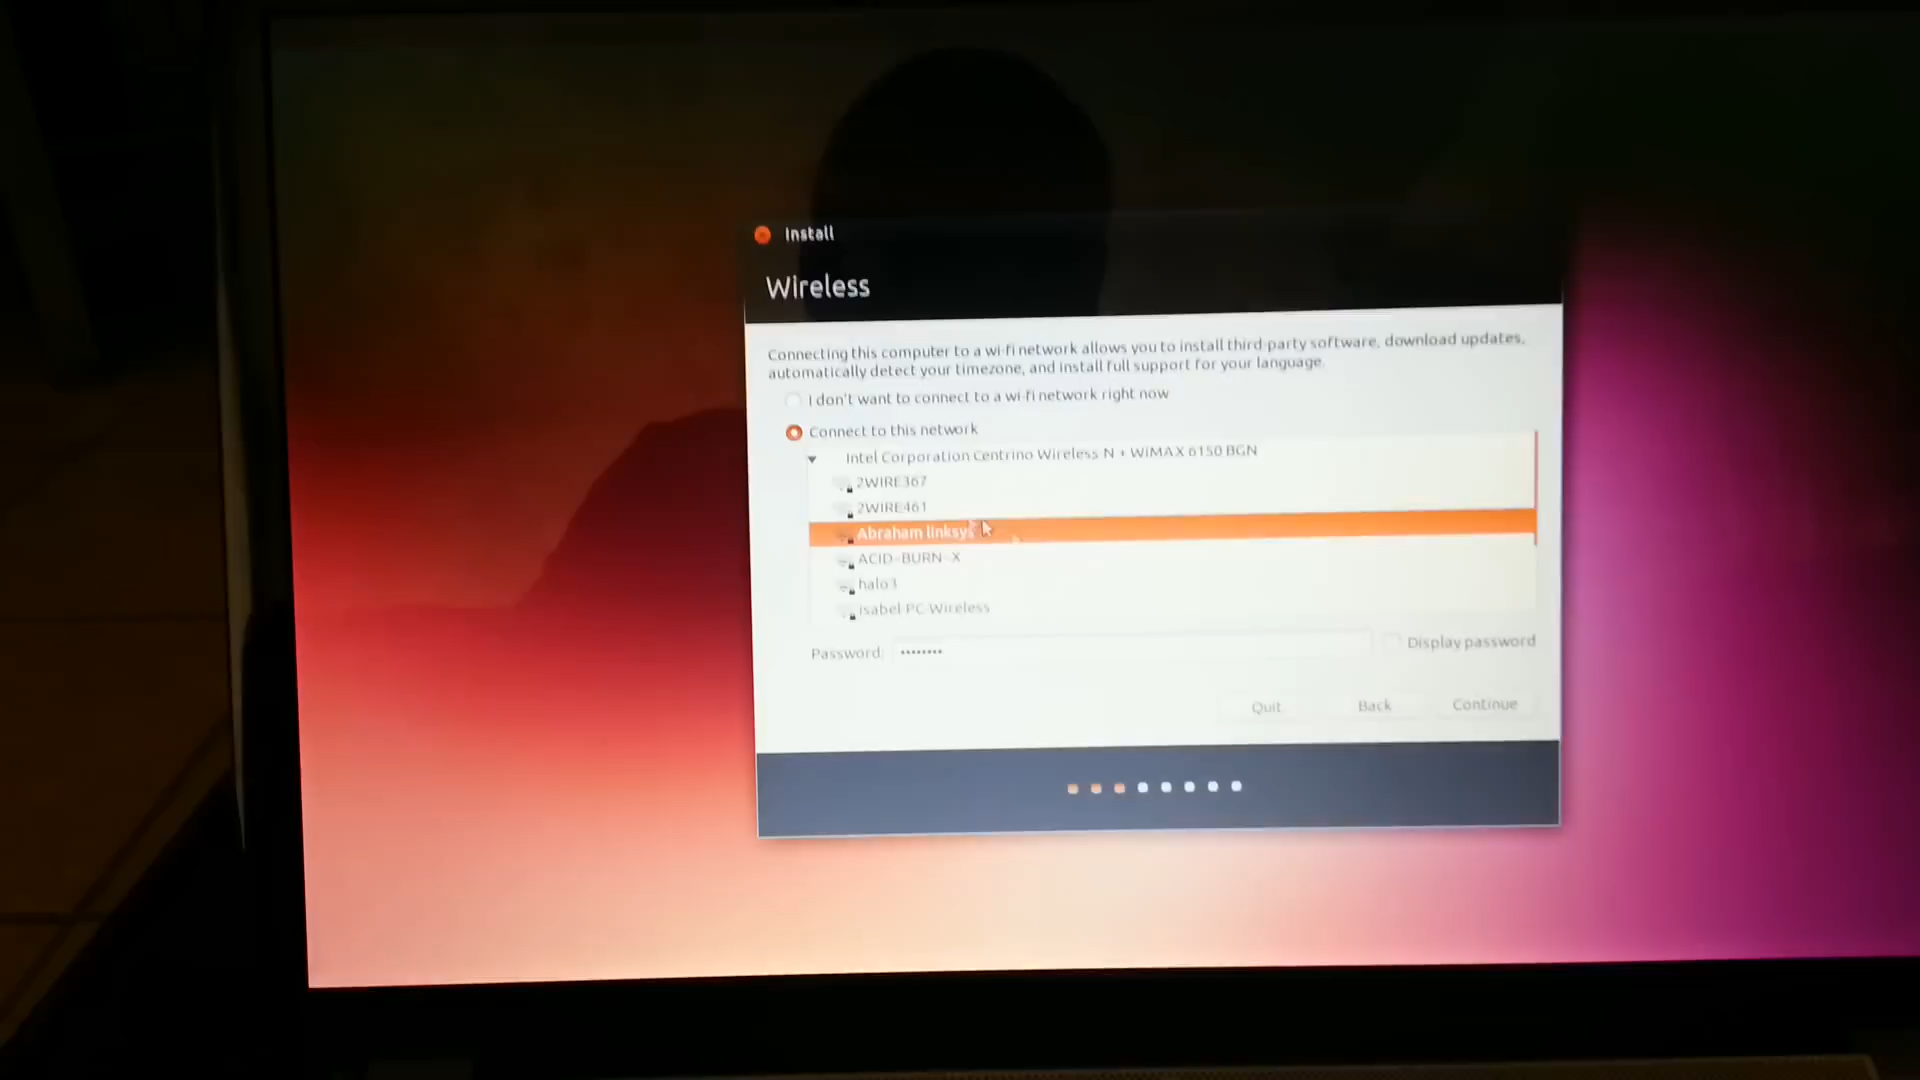 Install
Wireless
Connecting this computer to a wi-fi network allows you to install third-party software, download updates,
automatically detect your timezone, and install full support for your language.
I don't want to connect to a wi-fi network right now
Connect to this network
Intel Corporation Centrino Wireless-N + WiMAX 6150 BGN
2WIRE367
2WIRE461
Abraham linksys
ACID-BURN-X
halo3
isabel-PC-Wireless
Password: ••••••••
Display password
Quit
Back
Continue